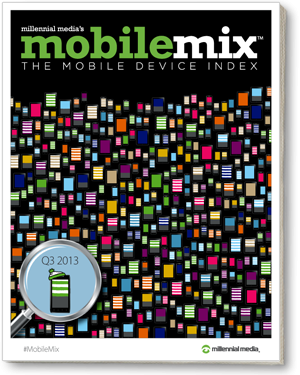 millennial media's
mobilemix™
THE MOBILE DEVICE INDEX
Q3 2013
#MobileMix
millennial media.